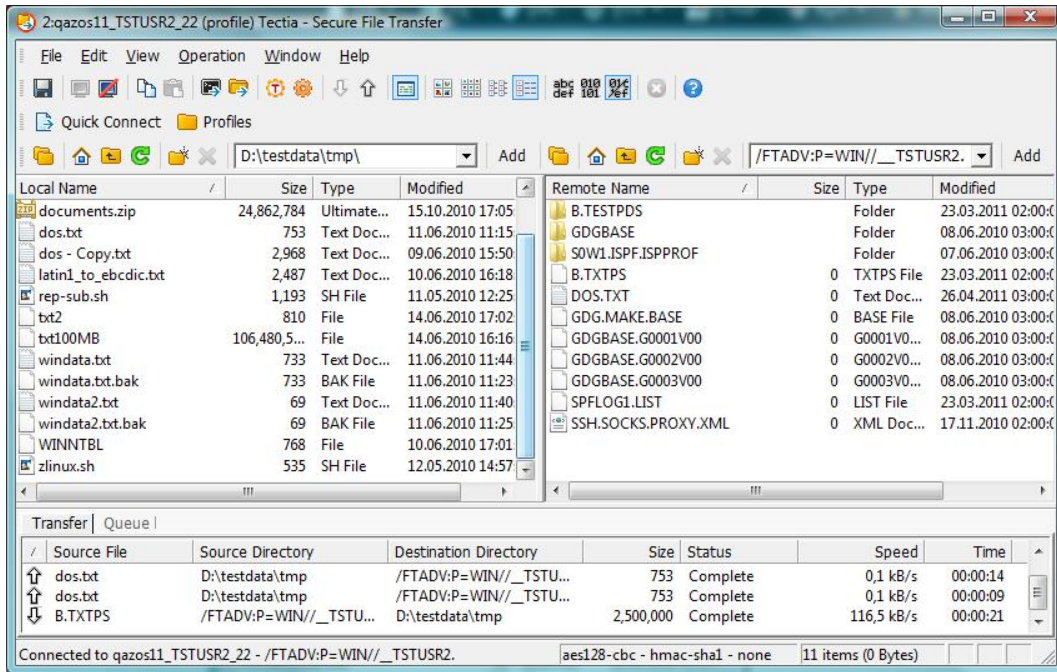 2:qazos11_TSTUSR2_22 (profile) Tectia - Secure File Transfer
File Edit View Operation Window Help
abc def 010 101 01¢ ⁄ef
Quick Connect Profiles
D:\testdata\tmp\ Add /FTADV:P=WIN//__TSTUSR2. Add
Local Name / Size Type Modified Remote Name / Size Type Modified
documents.zip 24,862,784 Ultimate... 15.10.2010 17:05 B.TESTPDS Folder 23.03.2011 02:00:0
dos.txt 753 Text Doc... 11.06.2010 11:15 GDGBASE Folder 08.06.2010 03:00:0
dos - Copy.txt 2,968 Text Doc... 09.06.2010 15:50 S0W1.ISPF.ISPPROF Folder 07.06.2010 03:00:0
latin1_to_ebcdic.txt 2,487 Text Doc... 10.06.2010 16:18 B.TXTPS 0 TXTPS File 23.03.2011 02:00:0
rep-sub.sh 1,193 SH File 11.05.2010 12:25 DOS.TXT 0 Text Doc... 26.04.2011 03:00:0
txt2 810 File 14.06.2010 17:02 GDG.MAKE.BASE 0 BASE File 08.06.2010 03:00:0
txt100MB 106,480,5... File 14.06.2010 16:16 GDGBASE.G0001V00 0 G0001V0... 08.06.2010 03:00:0
windata.txt 733 Text Doc... 11.06.2010 11:44 GDGBASE.G0002V00 0 G0002V0... 08.06.2010 03:00:0
windata.txt.bak 733 BAK File 11.06.2010 11:23 GDGBASE.G0003V00 0 G0003V0... 08.06.2010 03:00:0
windata2.txt 69 Text Doc... 11.06.2010 11:40 SPFLOG1.LIST 0 LIST File 23.03.2011 02:00:0
windata2.txt.bak 69 BAK File 11.06.2010 11:25 SSH.SOCKS.PROXY.XML 0 XML Doc... 17.11.2010 02:00:0
WINNTBL 768 File 10.06.2010 17:01
zlinux.sh 535 SH File 12.05.2010 14:57
Transfer Queue
/ Source File Source Directory Destination Directory Size Status Speed Time
dos.txt D:\testdata\tmp /FTADV:P=WIN//__TSTU... 753 Complete 0,1 kB/s 00:00:14
dos.txt D:\testdata\tmp /FTADV:P=WIN//__TSTU... 753 Complete 0,1 kB/s 00:00:09
B.TXTPS /FTADV:P=WIN//__TSTU... D:\testdata\tmp 2,500,000 Complete 116,5 kB/s 00:00:21
Connected to qazos11_TSTUSR2_22 - /FTADV:P=WIN//__TSTUSR2. aes128-cbc - hmac-sha1 - none 11 items (0 Bytes)